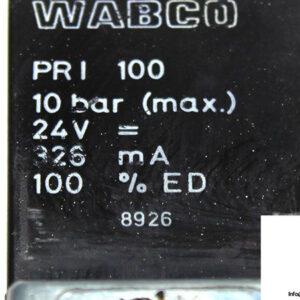 WABCO
PRI 100
10 bar (max.)
24V =
326 mA
100 % ED
8926